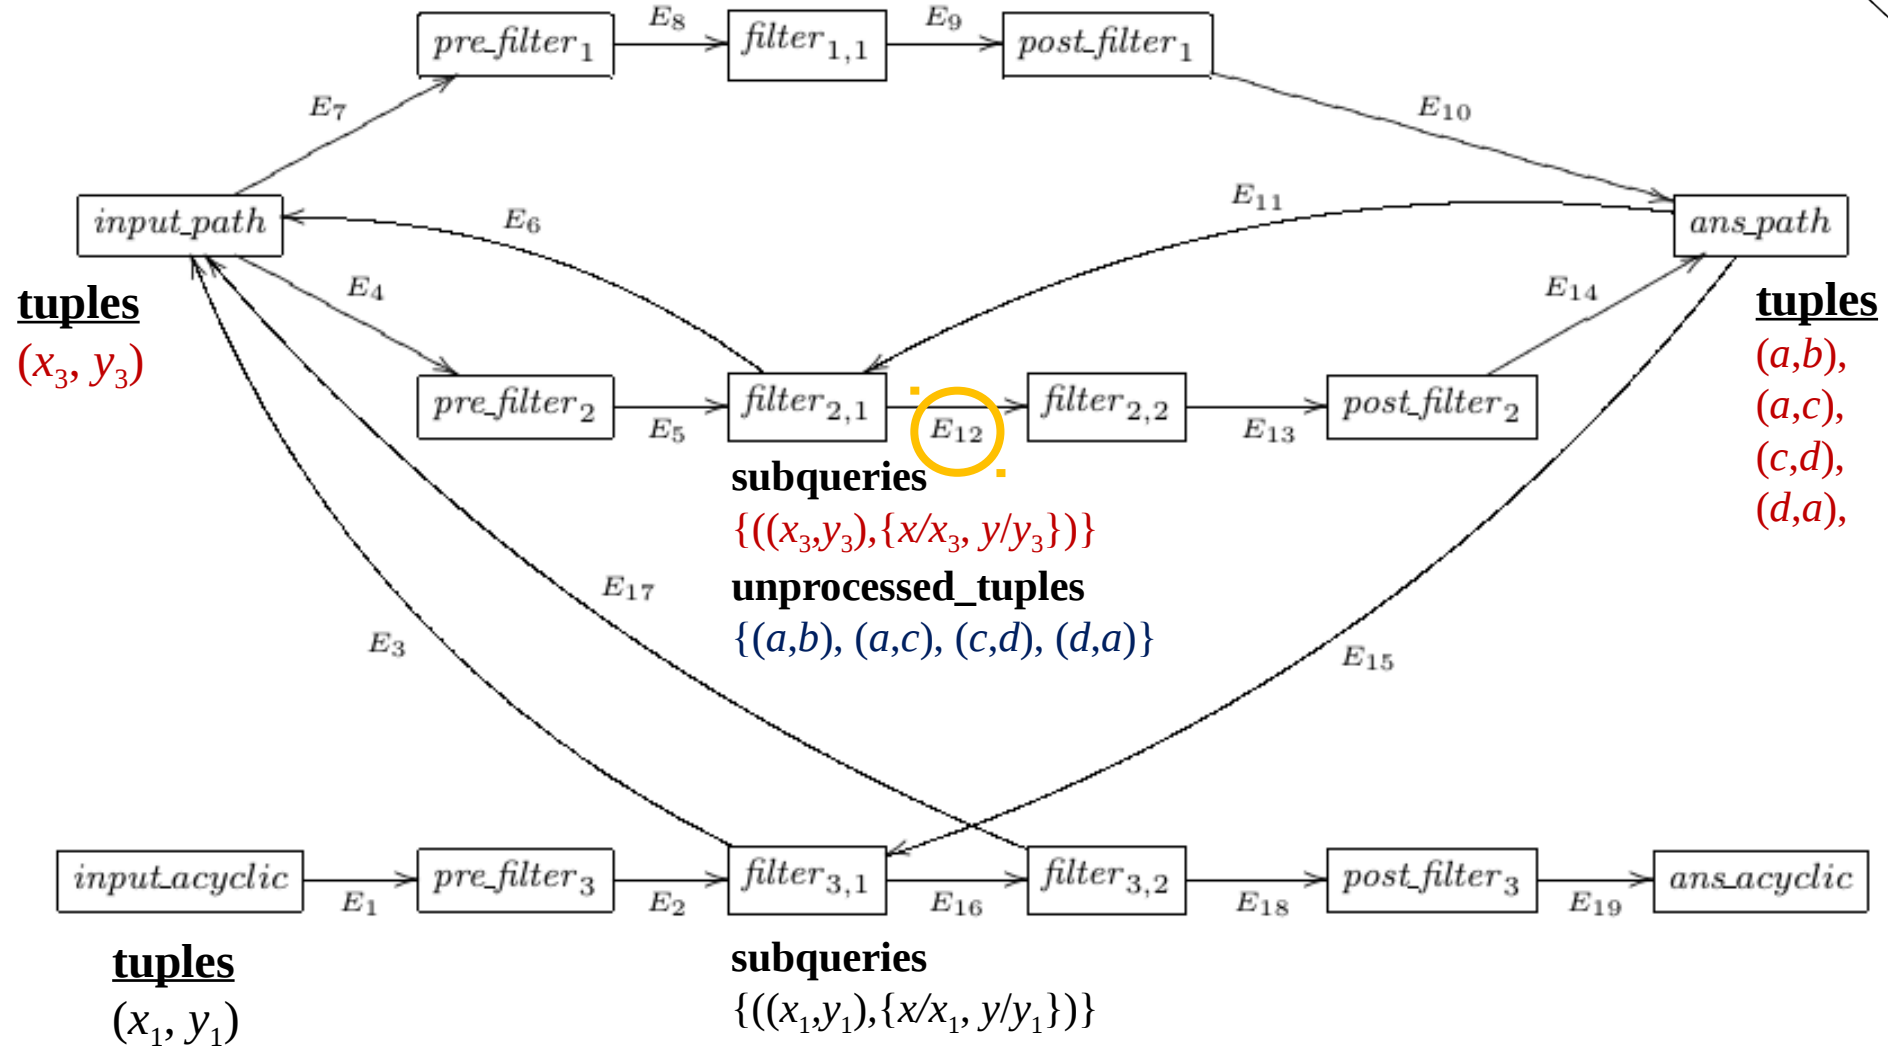 E8 E9
pre_filter1 filter1,1 post_filter1
E7 E10
E11
input_path E6 ans_path
E4 E14
tuples tuples
(x3, y3) (a,b),
pre_filter2 filter2,1 filter2,2 post_filter2 (a,c),
E5 E12 E13
subqueries (c,d),
{((x3,y3),{x/x3, y/y3})} (d,a),
unprocessed_tuples
E17
{(a,b), (a,c), (c,d), (d,a)}
E3 E15
input_acyclic pre_filter3 filter3,1 filter3,2 post_filter3 ans_acyclic
E1 E2 E16 E18 E19
tuples subqueries
(x1, y1) {((x1,y1),{x/x1, y/y1})}